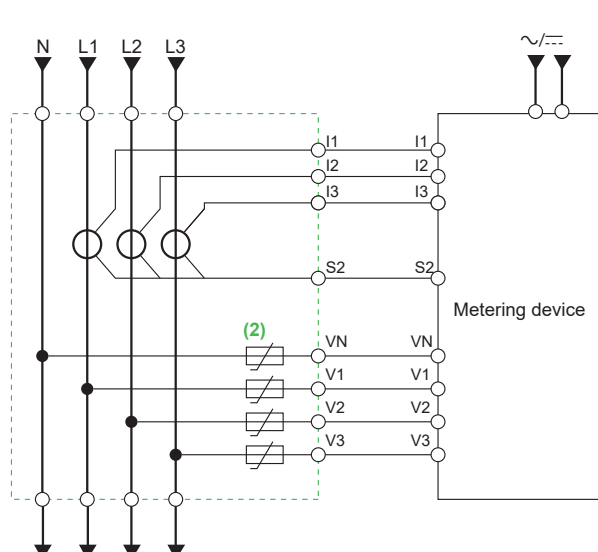 N L1 L2 L3 ~/⎓
I1 I1
I2 I2
I3 I3
S2 S2
Metering device
(2)
VN VN
V1 V1
V2 V2
V3 V3